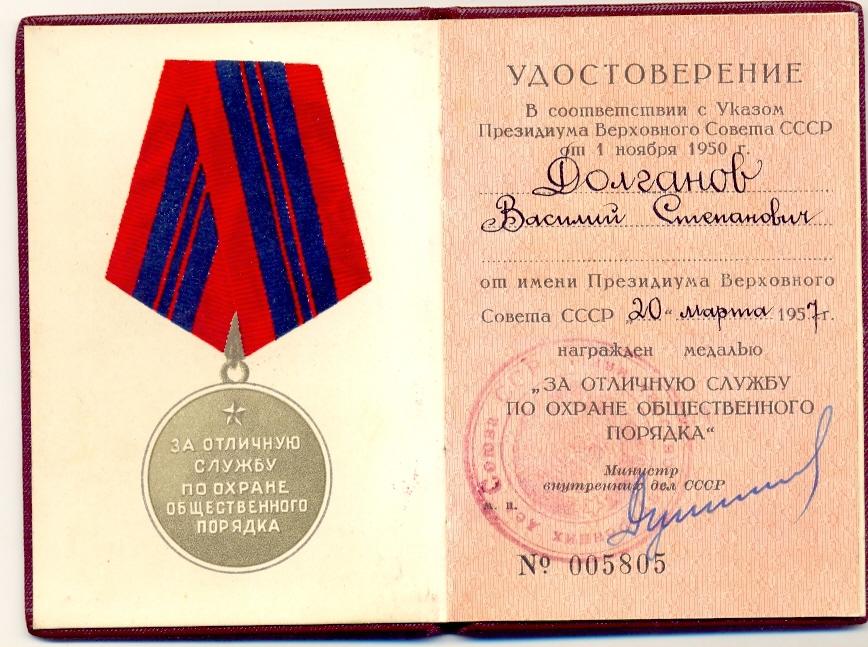 ЗА ОТЛИЧНУЮ
СЛУЖБУ
ПО ОХРАНЕ
ОБЩЕСТВЕННОГО
ПОРЯДКА
УДОСТОВЕРЕНИЕ
В соответствии с Указом
Президиума Верховного Совета СССР
от 1 ноября 1950 г.
Долганов
Василий Степанович
от имени Президиума Верховного
Совета СССР „20“ марта 1957г.
награжден медалью
„ЗА ОТЛИЧНУЮ СЛУЖБУ
ПО ОХРАНЕ ОБЩЕСТВЕННОГО
ПОРЯДКА“
Министр
внутренних дел СССР
м. п.
№ 005805